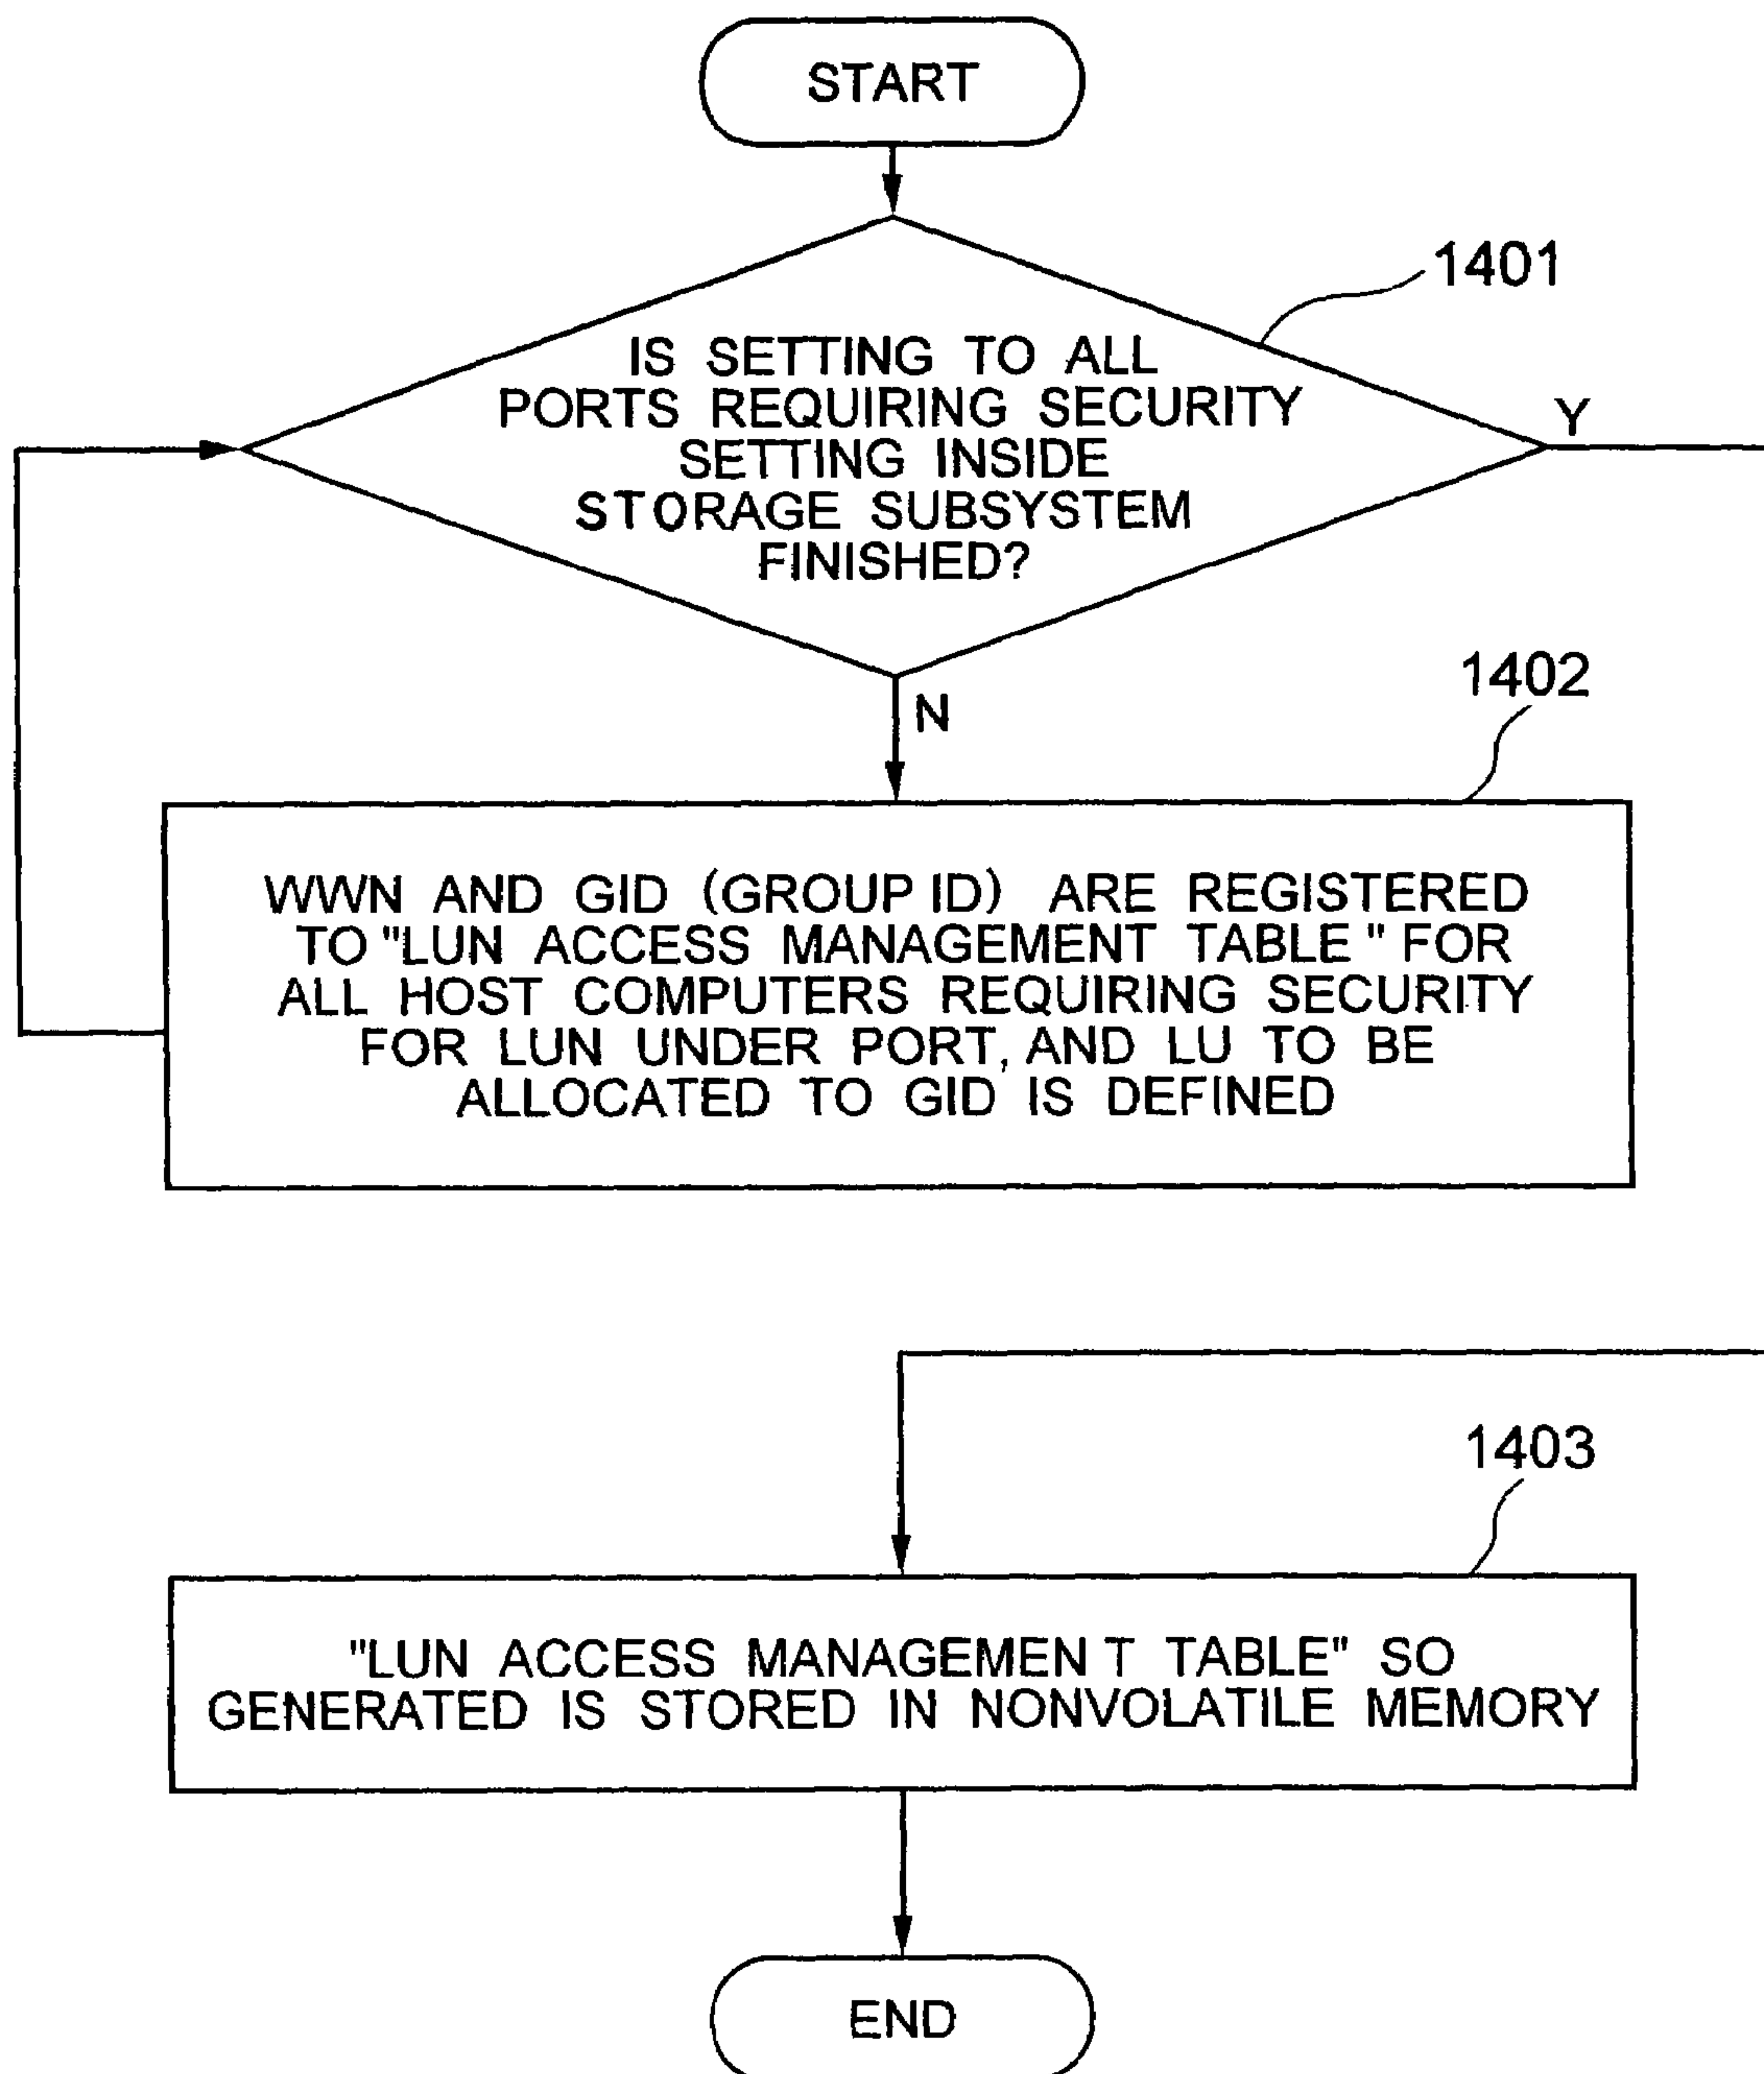 START
1401
IS SETTING TO ALL
PORTS REQUIRING SECURITY
SETTING INSIDE
STORAGE SUBSYSTEM
FINISHED?
Y
N
1402
WWN AND GID (GROUP ID) ARE REGISTERED
TO "LUN ACCESS MANAGEMENT TABLE" FOR
ALL HOST COMPUTERS REQUIRING SECURITY
FOR LUN UNDER PORT, AND LU TO BE
ALLOCATED TO GID IS DEFINED
1403
"LUN ACCESS MANAGEMENT TABLE" SO
GENERATED IS STORED IN NONVOLATILE MEMORY
END